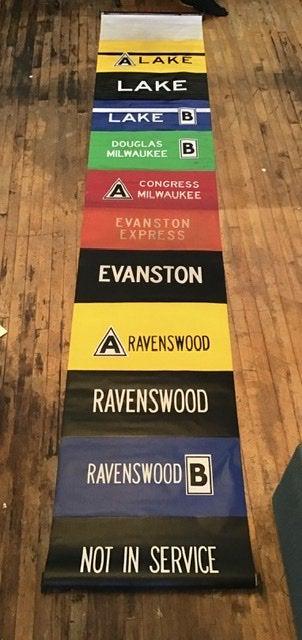 A LAKE
LAKE
LAKE B
DOUGLAS
MILWAUKEE B
A CONGRESS
MILWAUKEE
EVANSTON
EXPRESS
EVANSTON
A RAVENSWOOD
RAVENSWOOD
RAVENSWOOD B
NOT IN SERVICE